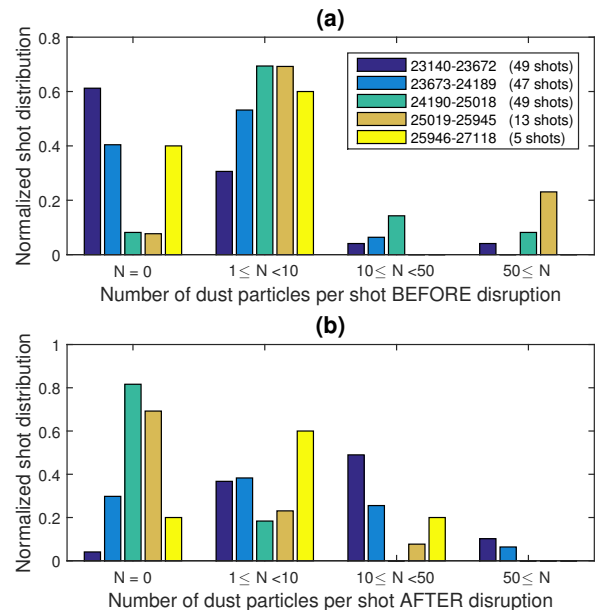 (a)
0.8
0.6
0.4
0.2
0
Normalized shot distribution
23140-23672 (49 shots)
23673-24189 (47 shots)
24190-25018 (49 shots)
25019-25945 (13 shots)
25946-27118 (5 shots)
N = 0 1≤ N <10 10≤ N <50 50≤ N
Number of dust particles per shot BEFORE disruption
(b)
1
0.8
0.6
0.4
0.2
0
Normalized shot distribution
N = 0 1≤ N <10 10≤ N <50 50≤ N
Number of dust particles per shot AFTER disruption